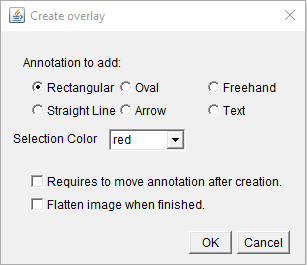 Create overlay
Annotation to add:
Rectangular Oval Freehand
Straight Line Arrow Text
Selection Color red
Requires to move annotation after creation.
Flatten image when finished.
OK Cancel